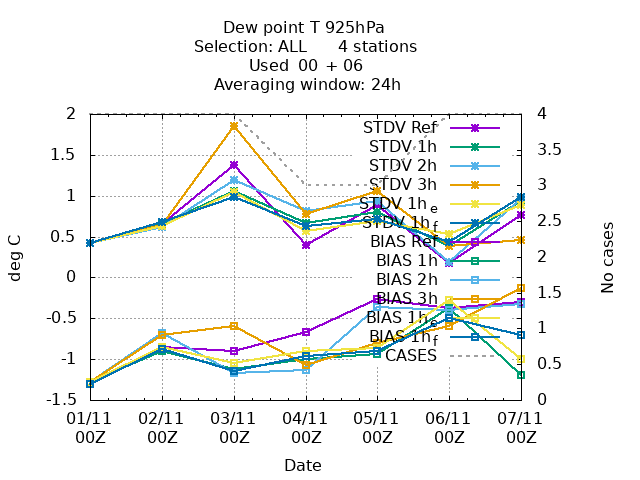 Dew point T 925hPa
Selection: ALL 4 stations
Used 00 + 06
Averaging window: 24h
deg C
No cases
2
1.5
1
0.5
0
-0.5
-1
-1.5
4
3.5
3
2.5
2
1.5
1
0.5
0
STDV Ref
STDV 1h
STDV 2h
STDV 3h
STDV 1h e
STDV 1h f
BIAS Ref
BIAS 1h
BIAS 2h
BIAS 3h
BIAS 1h e
BIAS 1h f
CASES
01/11 02/11 03/11 04/11 05/11 06/11 07/11
00Z 00Z 00Z 00Z 00Z 00Z 00Z
Date